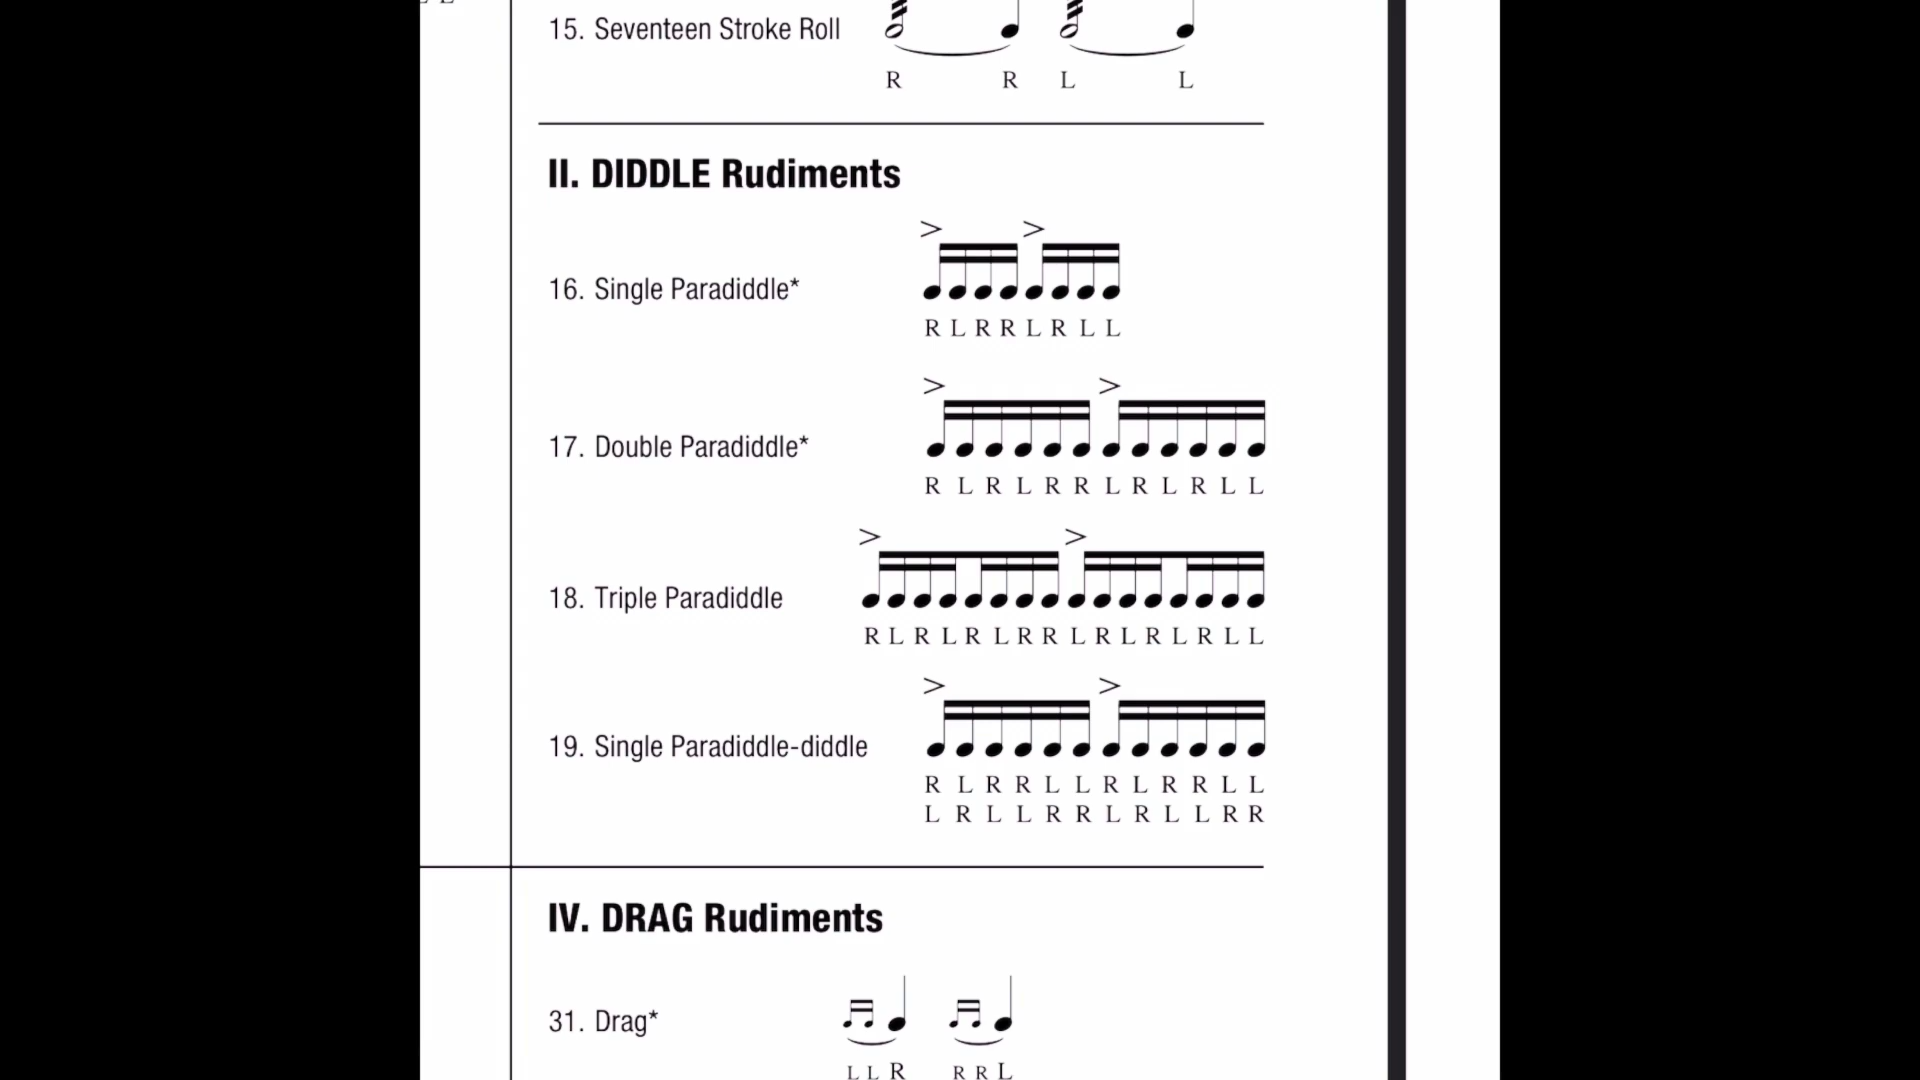 15. Seventeen Stroke Roll
R R L L
II. DIDDLE Rudiments
16. Single Paradiddle*
R L R R L R L L
17. Double Paradiddle*
R L R L R R L R L R L L
18. Triple Paradiddle
R L R L R L R R L R L R L R L L
19. Single Paradiddle-diddle
R L R R L L R L R R L L
L R L L R R L R L L R R
IV. DRAG Rudiments
31. Drag*
L L R R R L